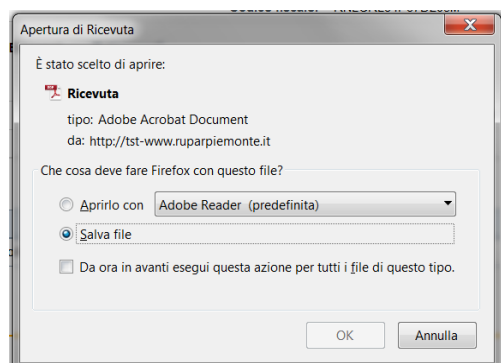 Apertura di Ricevuta
È stato scelto di aprire:
Ricevuta
tipo: Adobe Acrobat Document
da: http://tst-www.ruparpiemonte.it
Che cosa deve fare Firefox con questo file?
Aprirlo con Adobe Reader (predefinita)
Salva file
Da ora in avanti esegui questa azione per tutti i file di questo tipo.
OK Annulla